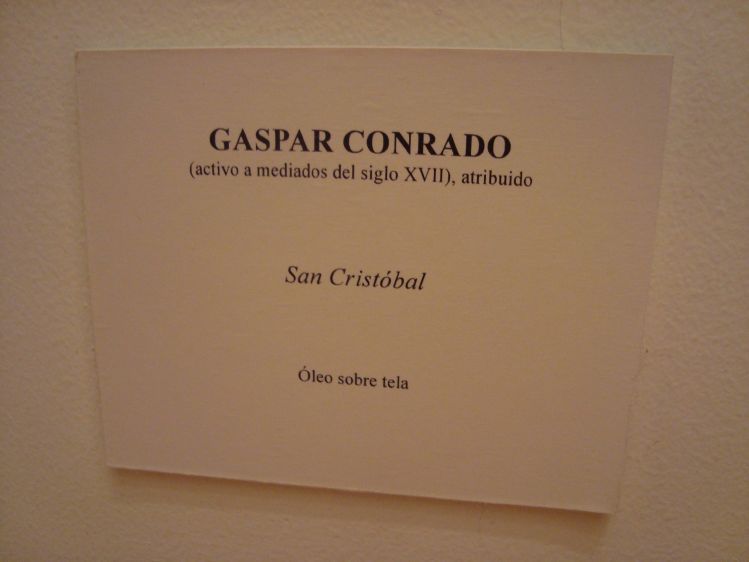 GASPAR CONRADO
(activo a mediados del siglo XVII), atribuido
San Cristóbal
Óleo sobre tela